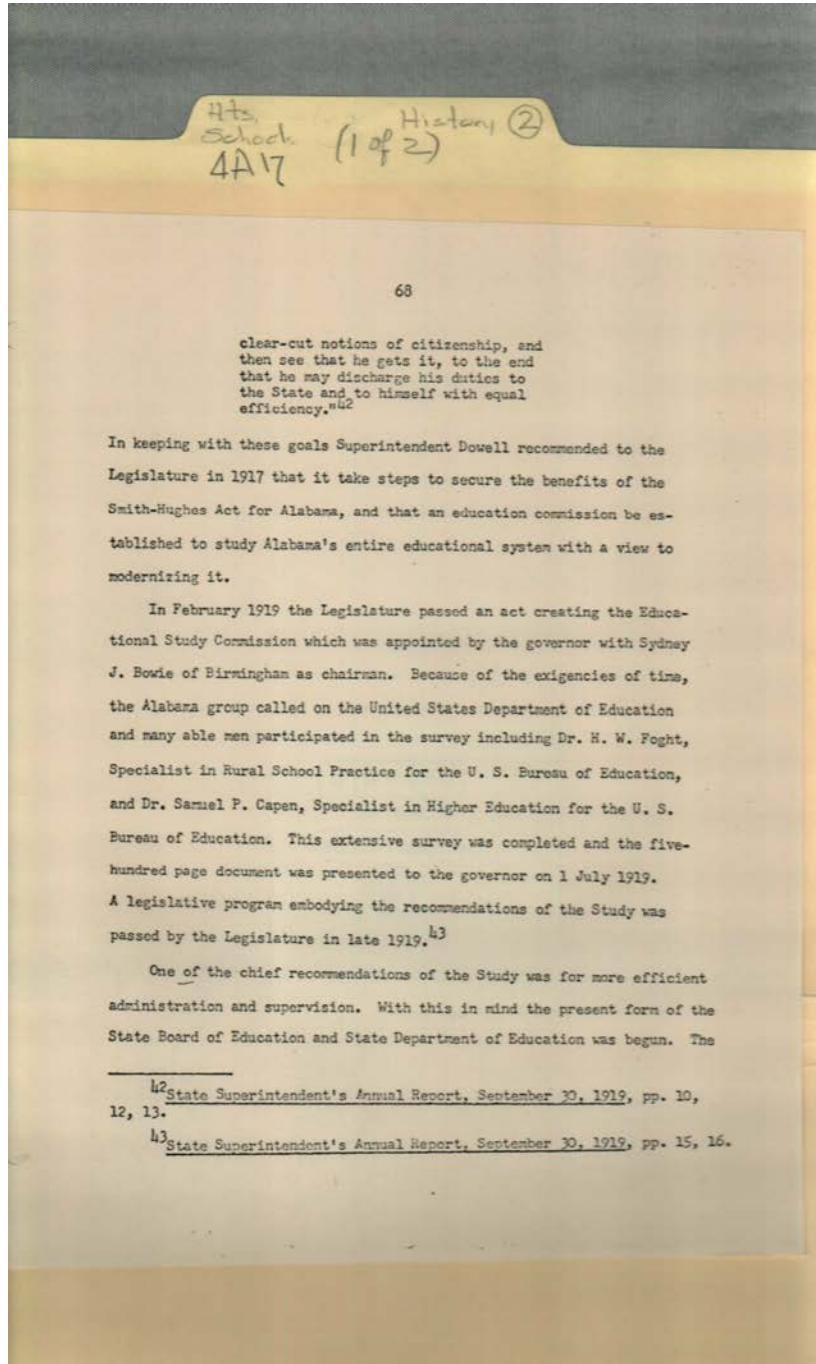 Hts. History ②
School. (1 of 2)
4A17
68
clear-cut notions of citizenship, and
then see that he gets it, to the end
that he may discharge his duties to
the State and to himself with equal
efficiency."42
In keeping with these goals Superintendent Dowell recommended to the
Legislature in 1917 that it take steps to secure the benefits of the
Smith-Hughes Act for Alabama, and that an education commission be es-
tablished to study Alabama's entire educational system with a view to
modernizing it.
In February 1919 the Legislature passed an act creating the Educa-
tional Study Commission which was appointed by the governor with Sydney
J. Bowie of Birmingham as chairman. Because of the exigencies of time,
the Alabama group called on the United States Department of Education
and many able men participated in the survey including Dr. H. W. Foght,
Specialist in Rural School Practice for the U. S. Bureau of Education,
and Dr. Samuel P. Capen, Specialist in Higher Education for the U. S.
Bureau of Education. This extensive survey was completed and the five-
hundred page document was presented to the governor on 1 July 1919.
A legislative program embodying the recommendations of the Study was
passed by the Legislature in late 1919.43
One of the chief recommendations of the Study was for more efficient
administration and supervision. With this in mind the present form of the
State Board of Education and State Department of Education was begun. The
42State Superintendent's Annual Report, September 30, 1919, pp. 10,
12, 13.
43State Superintendent's Annual Report, September 30, 1919, pp. 15, 16.